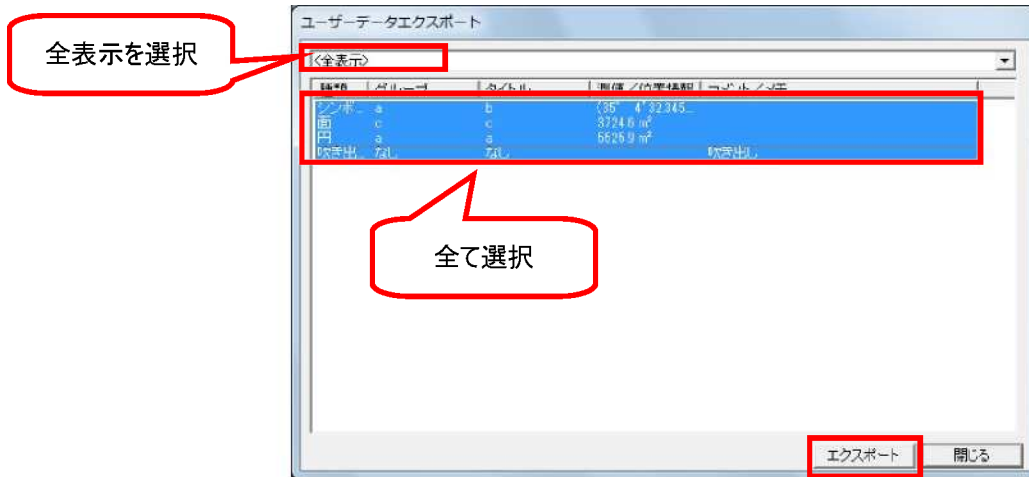 ユーザーデータエクスポート
全表示を選択
<全表示>
種類 グループ タイトル 測値／位置情報 コメント／メモ
シンボ... a b (35° 4'32.345...
面 c c 3724.6 m²
円 a a 6626.9 m²
吹き出... なし なし 吹き出し
全て選択
エクスポート 閉じる